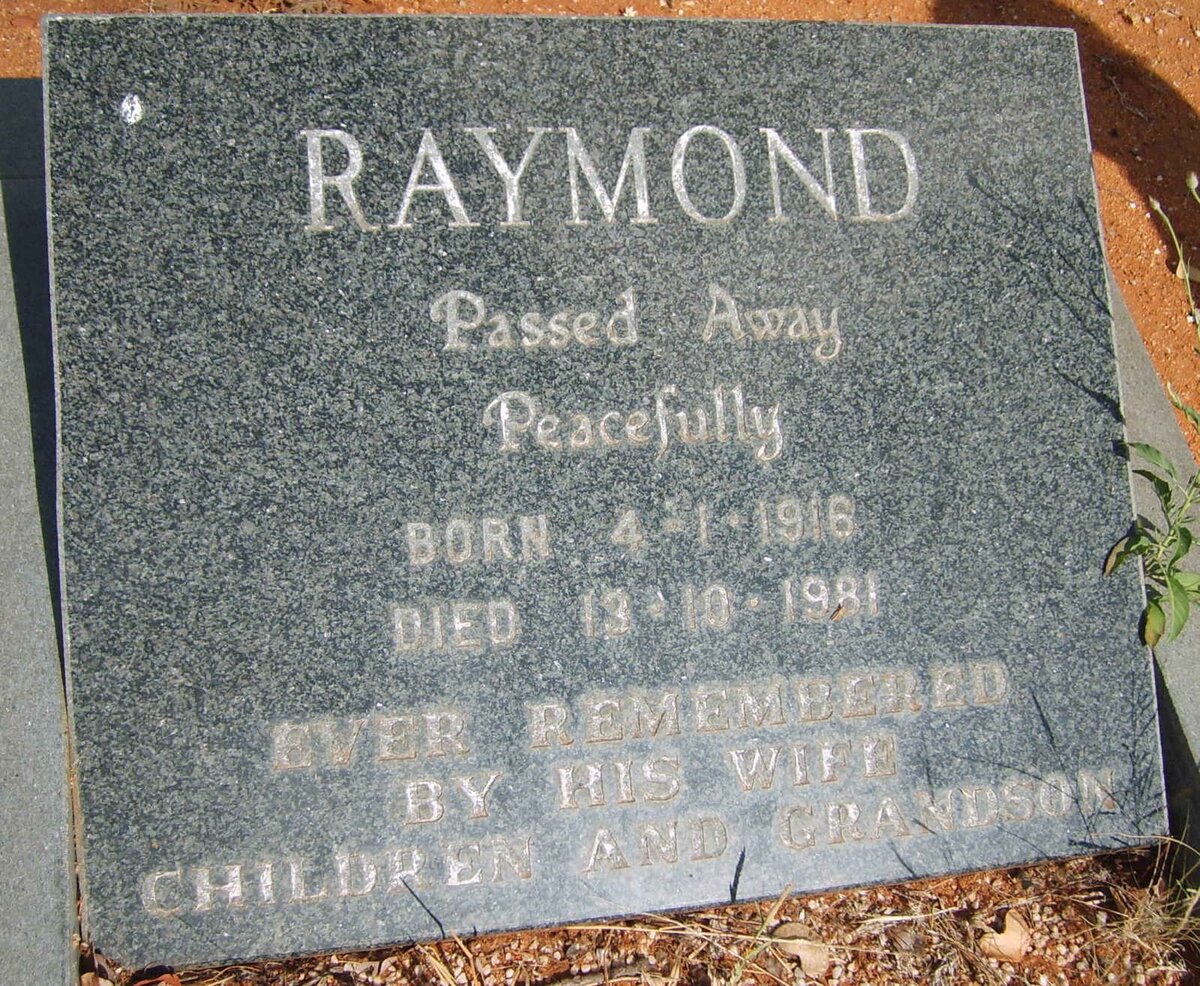 RAYMOND
Passed Away
Peacefully
BORN 4·1·1916
DIED 13·10·1981
EVER REMEMBERED
BY HIS WIFE
CHILDREN AND GRANDSON